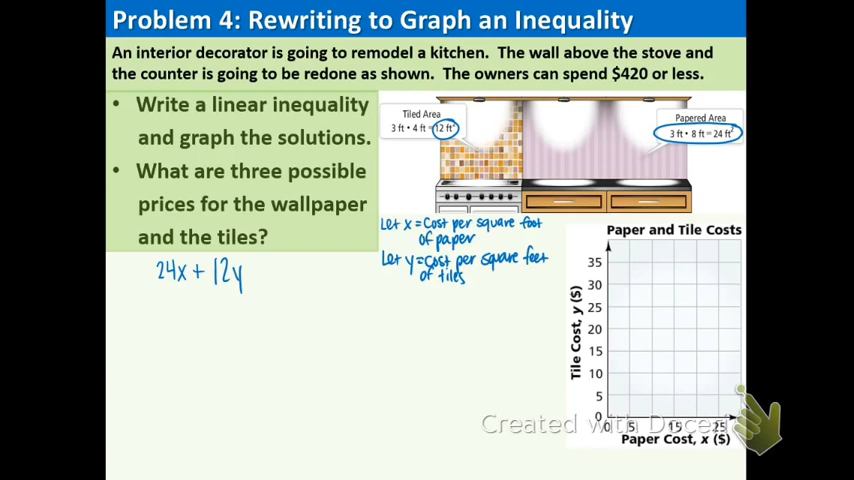 Problem 4: Rewriting to Graph an Inequality
An interior decorator is going to remodel a kitchen. The wall above the stove and
the counter is going to be redone as shown. The owners can spend $420 or less.
• Write a linear inequality
and graph the solutions.
• What are three possible
prices for the wallpaper
and the tiles?
24x + 12y
Tiled Area
3 ft • 4 ft = 12 ft²
Papered Area
3 ft • 8 ft = 24 ft²
Let x = Cost per square foot
of paper
Let y = Cost per square feet
of tiles
Paper and Tile Costs
Tile Cost, y ($)
35
30
25
20
15
10
5
0
0 5 15 25
Paper Cost, x ($)
Created with Doceri